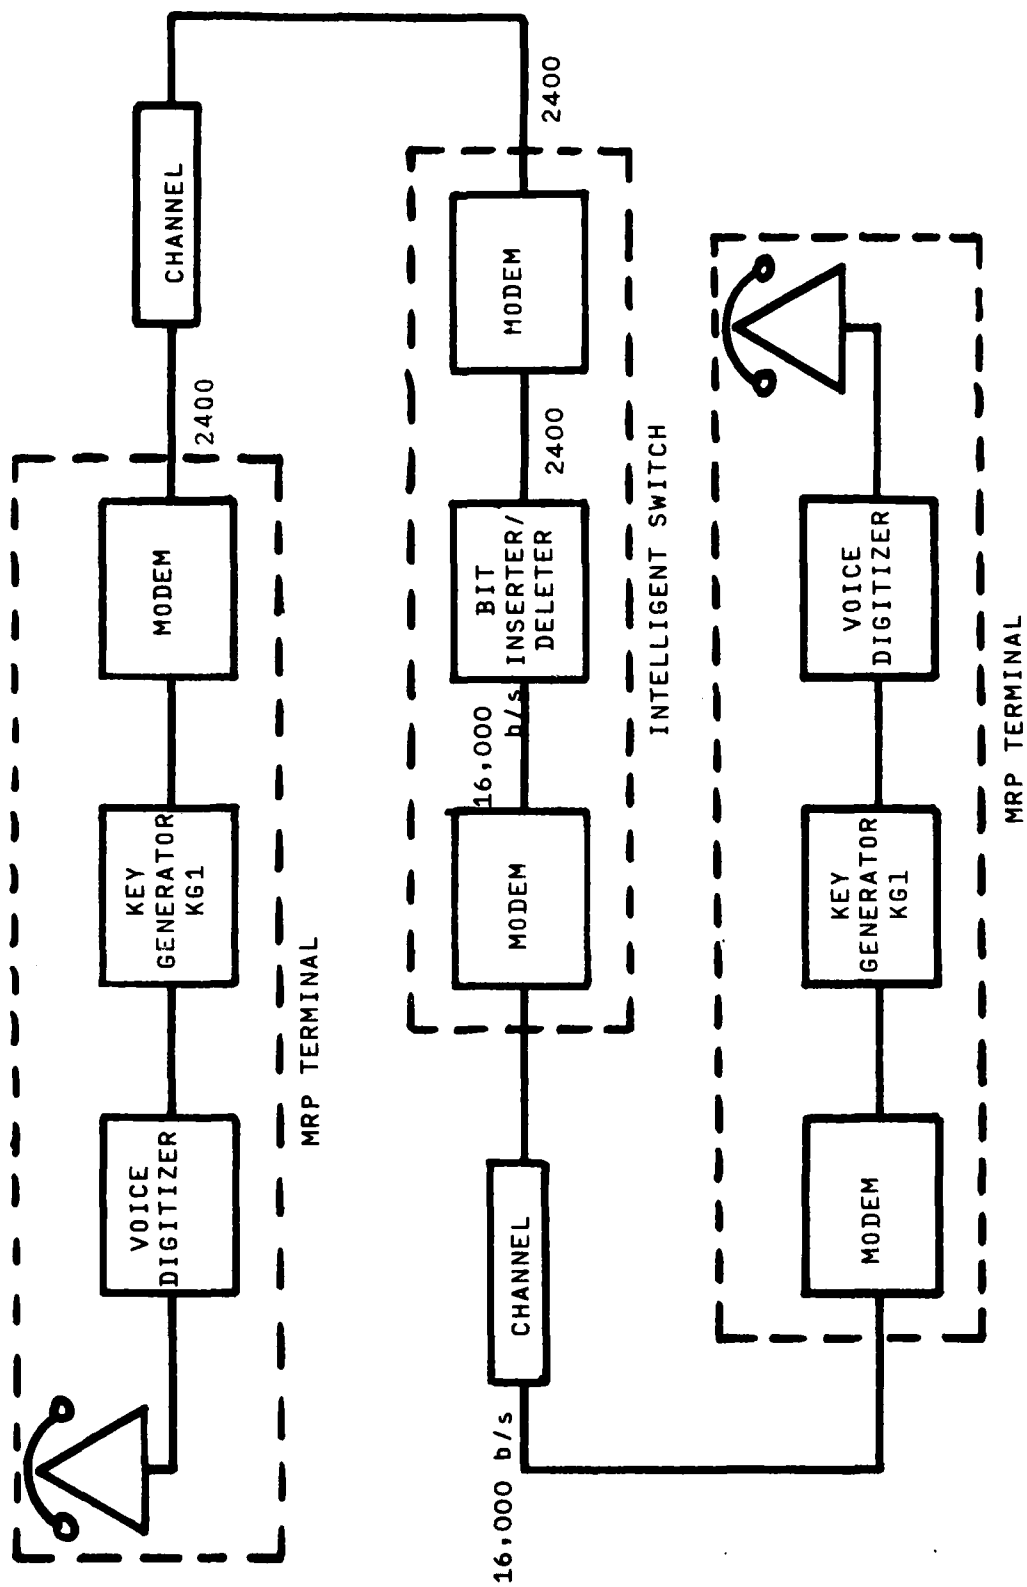 VOICE
DIGITIZER
KEY
GENERATOR
KG1
MODEM
2400
CHANNEL
MRP TERMINAL
16,000 b/s
CHANNEL
MODEM
16,000
b/s
BIT
INSERTER/
DELETER
2400
MODEM
2400
INTELLIGENT SWITCH
MODEM
KEY
GENERATOR
KG1
VOICE
DIGITIZER
MRP TERMINAL